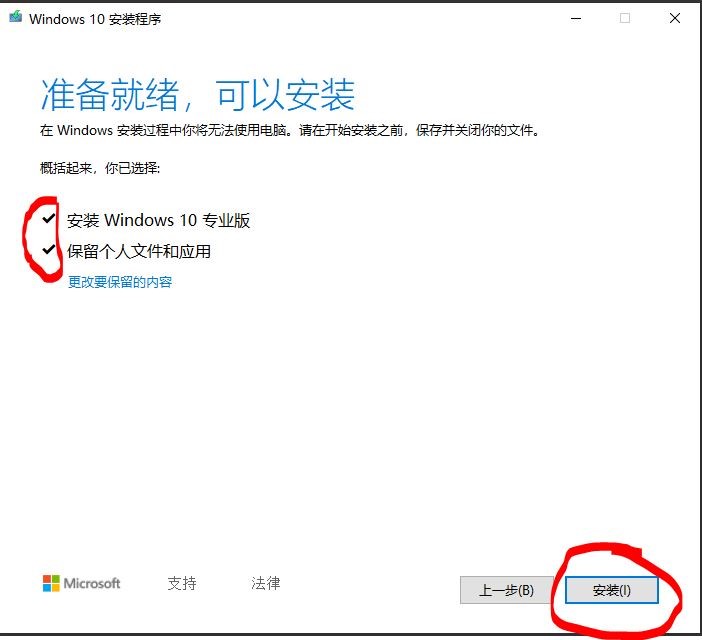 Windows 10 安装程序
准备就绪，可以安装
在 Windows 安装过程中你将无法使用电脑。请在开始安装之前，保存并关闭你的文件。
概括起来，你已选择:
安装 Windows 10 专业版
保留个人文件和应用
更改要保留的内容
Microsoft 支持 法律 上一步(B) 安装(I)